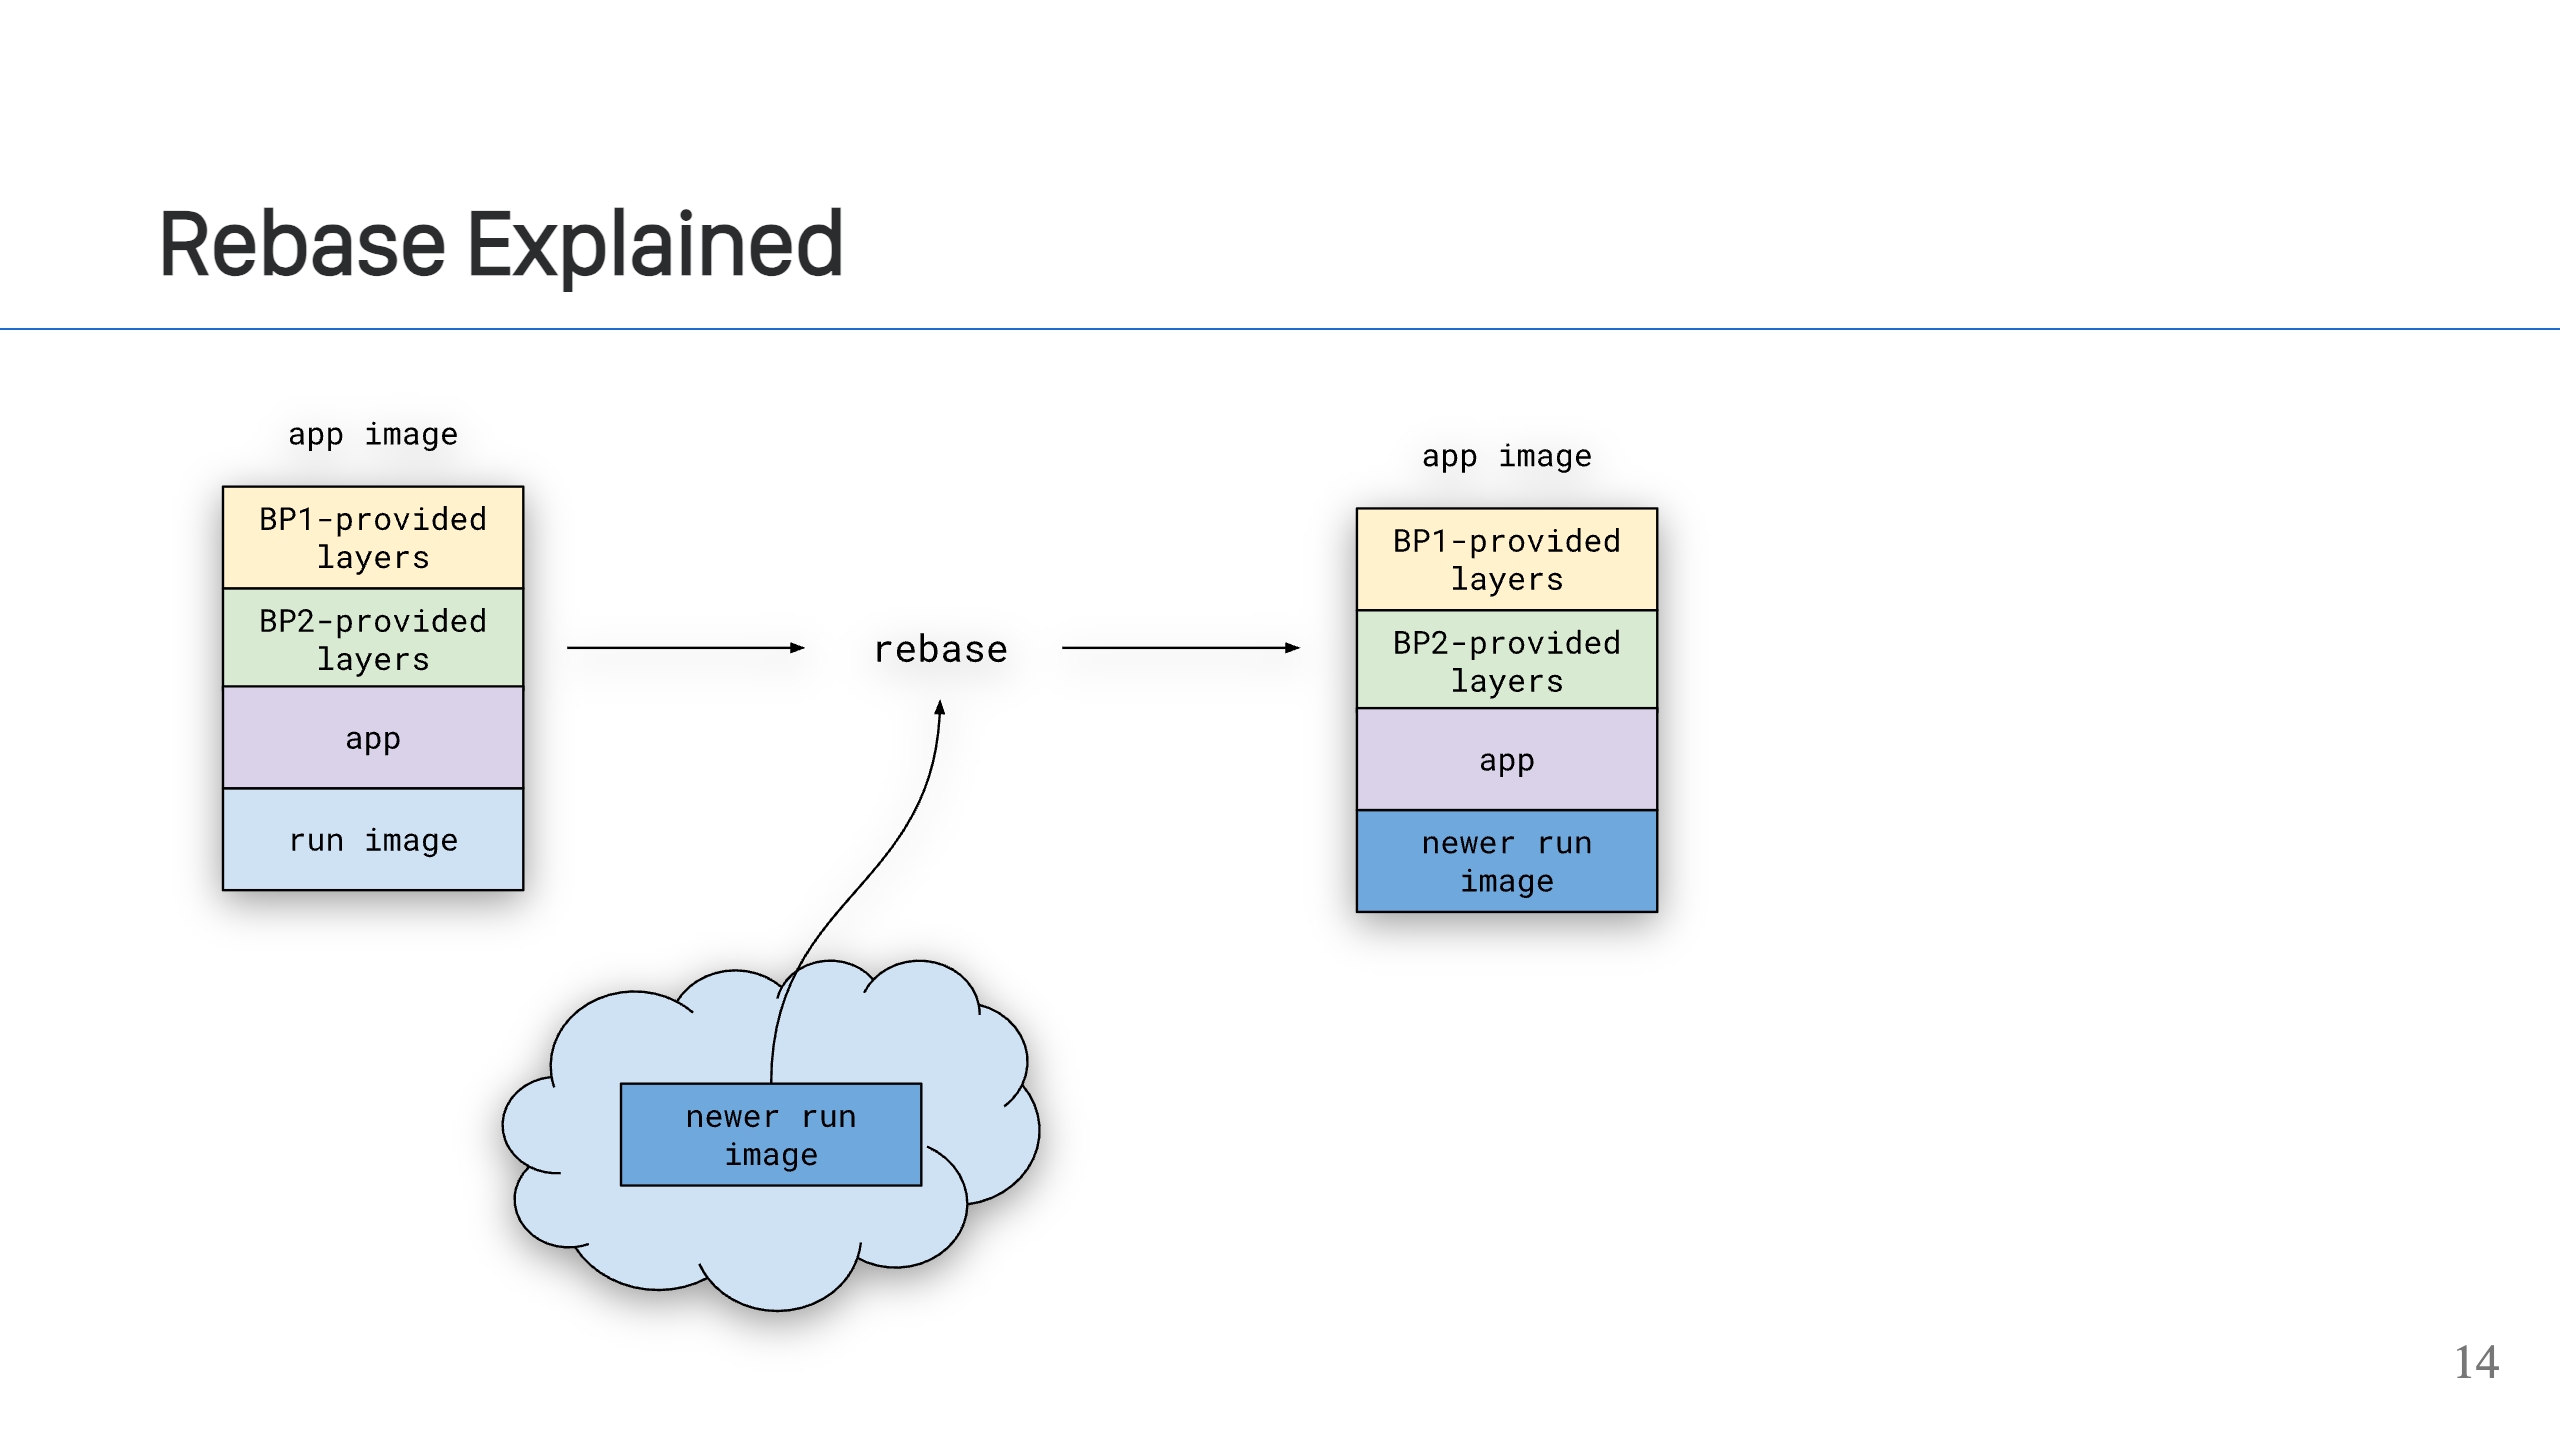 Rebase Explained
app image
BP1-provided
layers
BP2-provided
layers
app
run image
rebase
newer run
image
app image
BP1-provided
layers
BP2-provided
layers
app
newer run
image
14